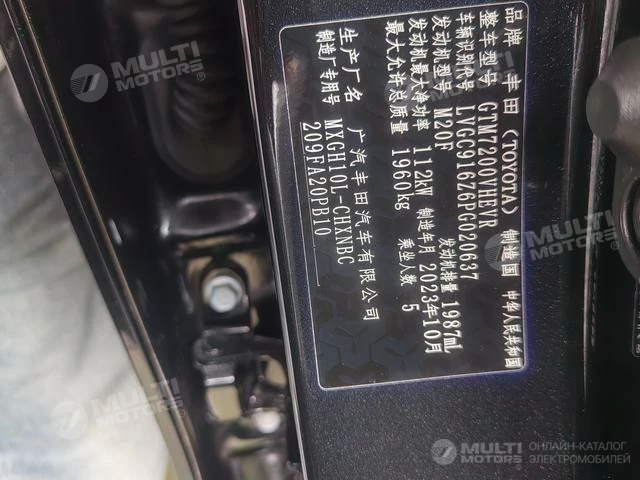 品牌 丰田 (TOYOTA) 制造国 中华人民共和国
整车型号 GTM7200VHEVR
车辆识别代号 LVGC916Z6PG020637
发动机型号 M20F 发动机排量 1987mL
发动机最大净功率 112kW 制造年月 2023年10月
最大允许总质量 1960kg 乘坐人数 5
生产厂名 广汽丰田汽车有限公司
制造厂专用号 MXGH10L-CHXNBC
209FA20PB10
MULTI
MOTORS
MULTI
MOTORS
MULTI
MOTORS
MULTI
MOTORS
MULTI
MOTORS
ОНЛАЙН-КАТАЛОГ
ЭЛЕКТРОМОБИЛЕЙ